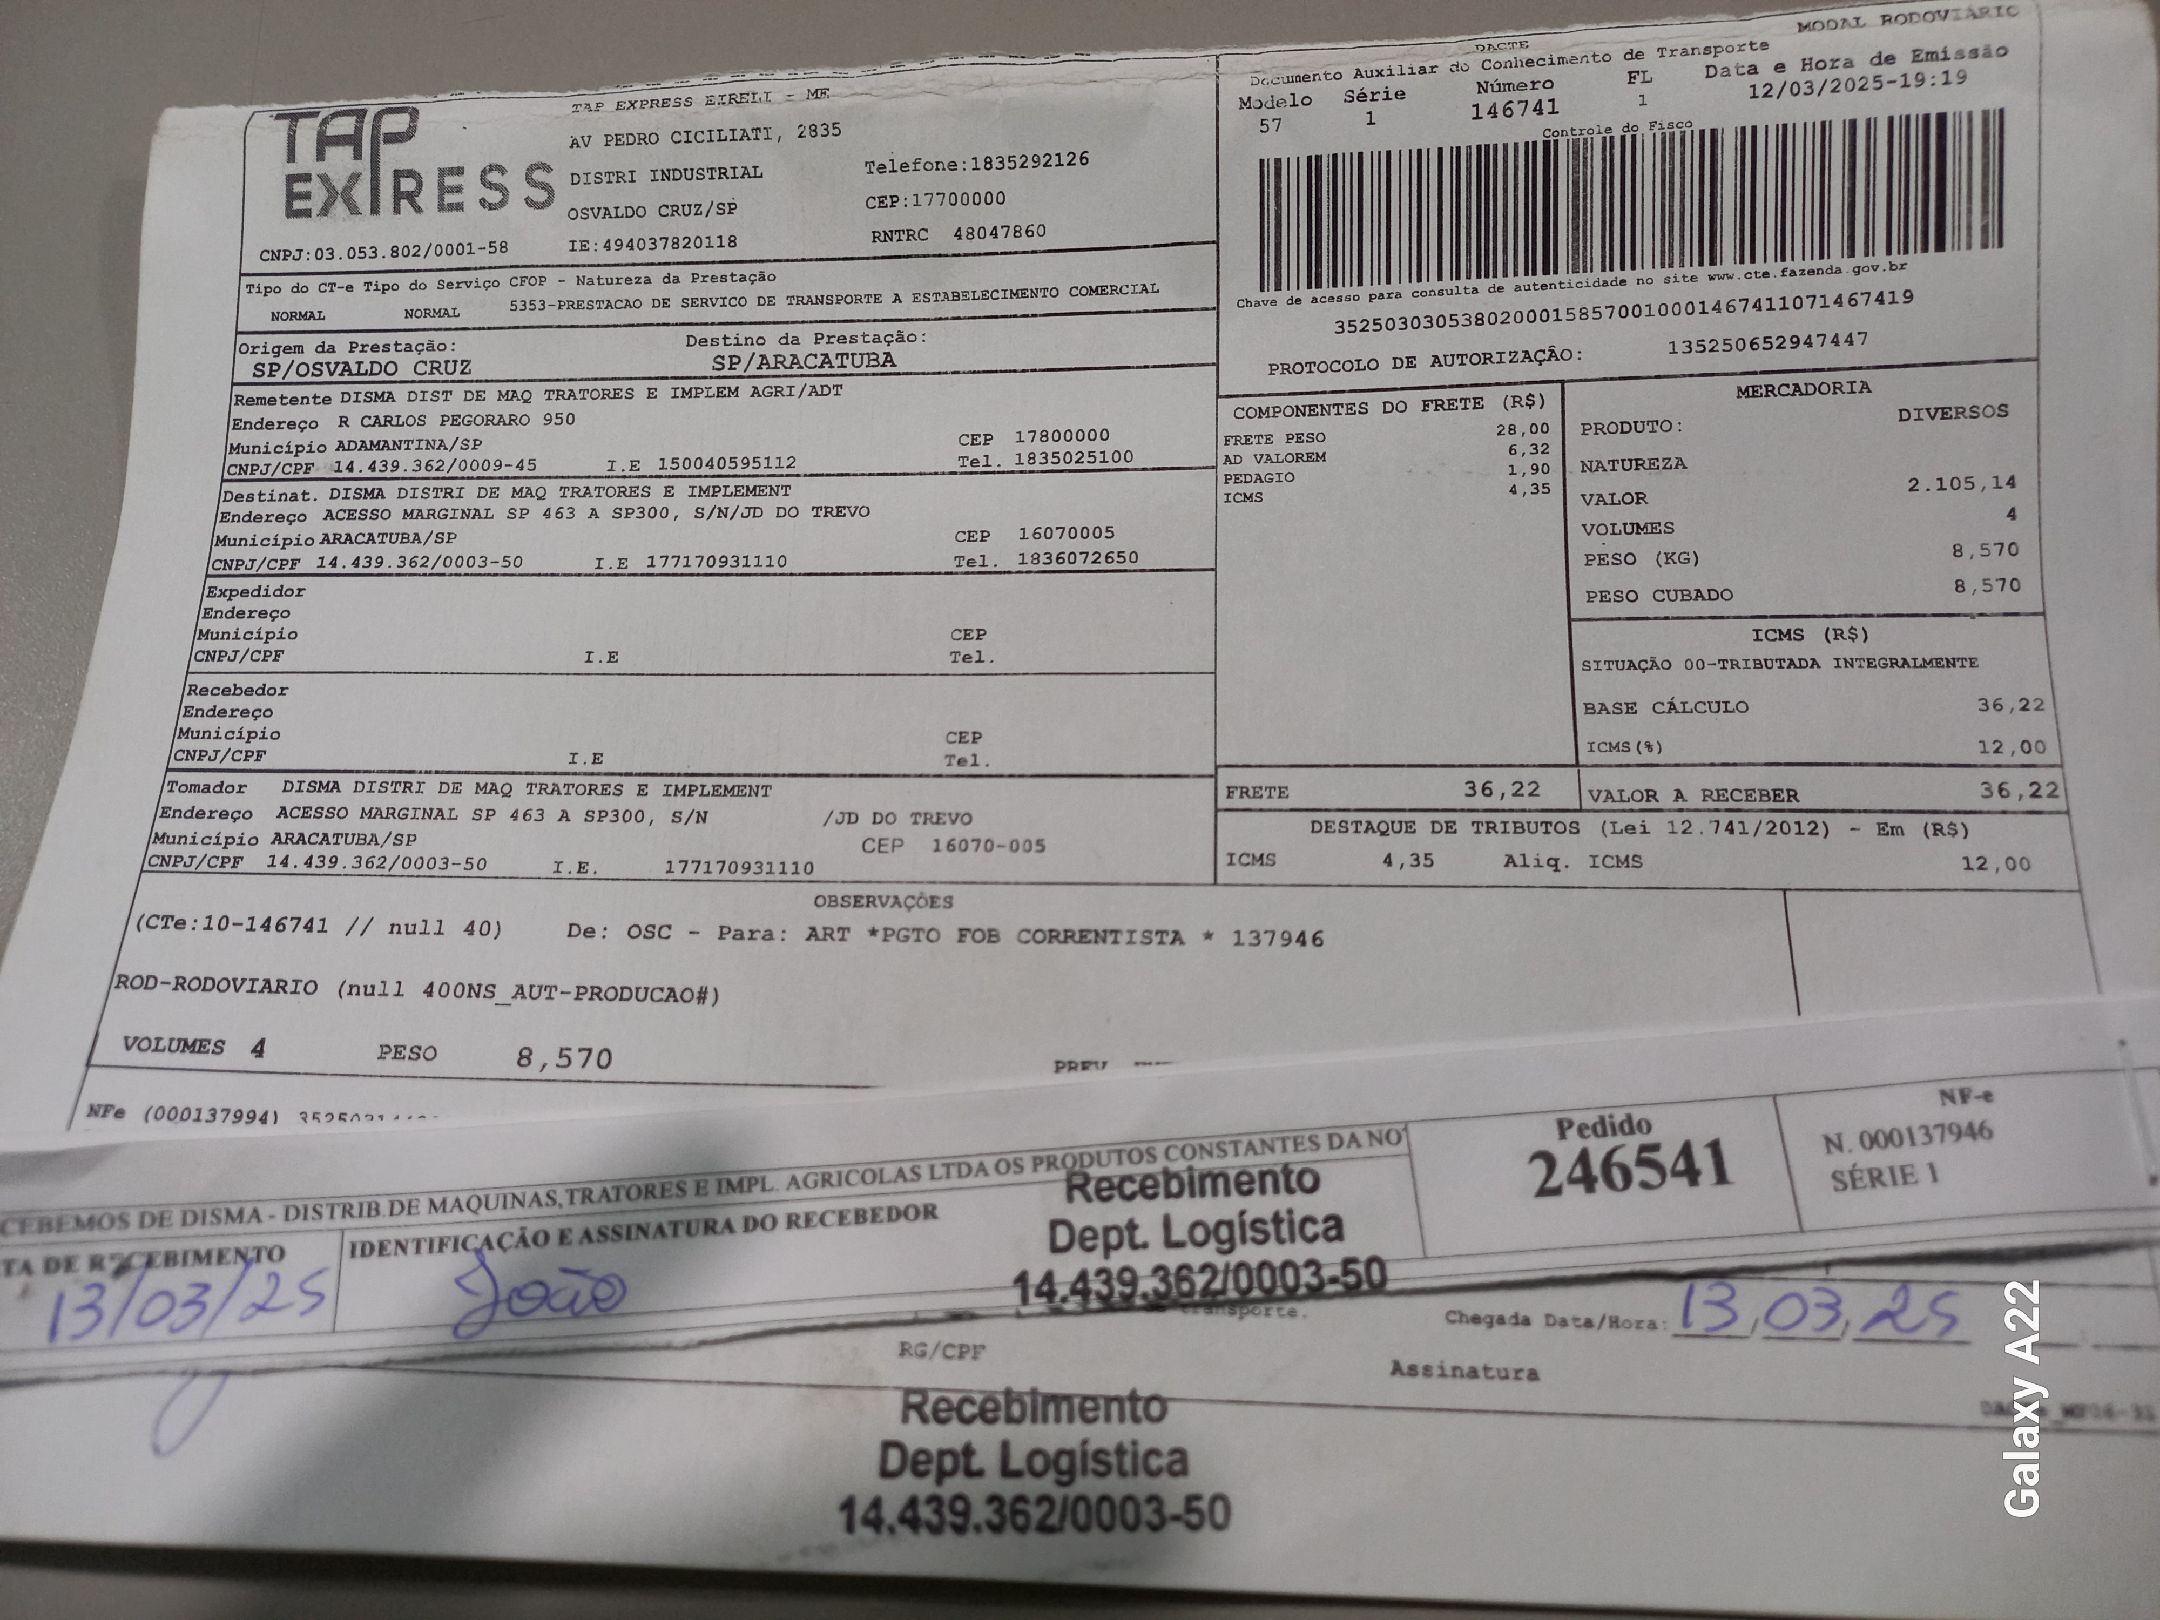 MODAL RODOVIÁRIO
TAP EXPRESS
TAP EXPRESS EIRELI - ME
AV PEDRO CICILIATI, 2835
DISTRI INDUSTRIAL Telefone:1835292126
OSVALDO CRUZ/SP CEP:17700000
CNPJ:03.053.802/0001-58 IE:494037820118 RNTRC 48047860
DACTE
Documento Auxiliar do Conhecimento de Transporte
Modelo Série Número FL Data e Hora de Emissão
57 1 146741 1 12/03/2025-19:19
Controle do Fisco
Chave de acesso para consulta de autenticidade no site www.cte.fazenda.gov.br
35250303053802000158570010001467411071467419
PROTOCOLO DE AUTORIZAÇÃO: 135250652947447
Tipo do CT-e Tipo do Serviço CFOP - Natureza da Prestação
NORMAL NORMAL 5353-PRESTACAO DE SERVICO DE TRANSPORTE A ESTABELECIMENTO COMERCIAL
Origem da Prestação: Destino da Prestação:
SP/OSVALDO CRUZ SP/ARACATUBA
Remetente DISMA DIST DE MAQ TRATORES E IMPLEM AGRI/ADT
Endereço R CARLOS PEGORARO 950
Município ADAMANTINA/SP CEP 17800000
CNPJ/CPF 14.439.362/0009-45 I.E 150040595112 Tel. 1835025100
Destinat. DISMA DISTRI DE MAQ TRATORES E IMPLEMENT
Endereço ACESSO MARGINAL SP 463 A SP300, S/N/JD DO TREVO
Município ARACATUBA/SP CEP 16070005
CNPJ/CPF 14.439.362/0003-50 I.E 177170931110 Tel. 1836072650
Expedidor
Endereço
Município CEP
CNPJ/CPF I.E Tel.
Recebedor
Endereço
Município CEP
CNPJ/CPF I.E Tel.
Tomador DISMA DISTRI DE MAQ TRATORES E IMPLEMENT
Endereço ACESSO MARGINAL SP 463 A SP300, S/N /JD DO TREVO
Município ARACATUBA/SP CEP 16070-005
CNPJ/CPF 14.439.362/0003-50 I.E. 177170931110
COMPONENTES DO FRETE (R$)
FRETE PESO 28,00
AD VALOREM 6,32
PEDAGIO 1,90
ICMS 4,35
MERCADORIA
PRODUTO: DIVERSOS
NATUREZA
VALOR 2.105,14
VOLUMES 4
PESO (KG) 8,570
PESO CUBADO 8,570
ICMS (R$)
SITUAÇÃO 00-TRIBUTADA INTEGRALMENTE
BASE CÁLCULO 36,22
ICMS(%) 12,00
FRETE 36,22 VALOR A RECEBER 36,22
DESTAQUE DE TRIBUTOS (Lei 12.741/2012) - Em (R$)
ICMS 4,35 Aliq. ICMS 12,00
OBSERVAÇÕES
(CTe:10-146741 // null 40) De: OSC - Para: ART *PGTO FOB CORRENTISTA * 137946
ROD-RODOVIARIO (null 400NS_AUT-PRODUCAO#)
VOLUMES 4 PESO 8,570 PREV
NFe (000137994)
CEBEMOS DE DISMA - DISTRIB.DE MAQUINAS,TRATORES E IMPL. AGRICOLAS LTDA OS PRODUTOS CONSTANTES DA NO
TA DE RECEBIMENTO IDENTIFICAÇÃO E ASSINATURA DO RECEBEDOR
13/03/25 João
Recebimento
Dept. Logística
14.439.362/0003-50
Pedido
246541
NF-e
N. 000137946
SÉRIE 1
transporte.
Chegada Data/Hora: 13,03,25
RG/CPF Assinatura
Recebimento
Dept. Logística
14.439.362/0003-50
Galaxy A22